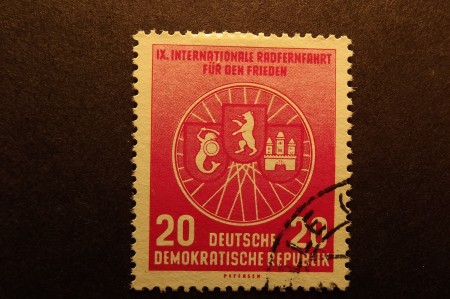 IX. INTERNATIONALE RADFERNFAHRT
FÜR DEN FRIEDEN
20 DEUTSCHE 20
DEMOKRATISCHE REPUBLIK
PETERSEN